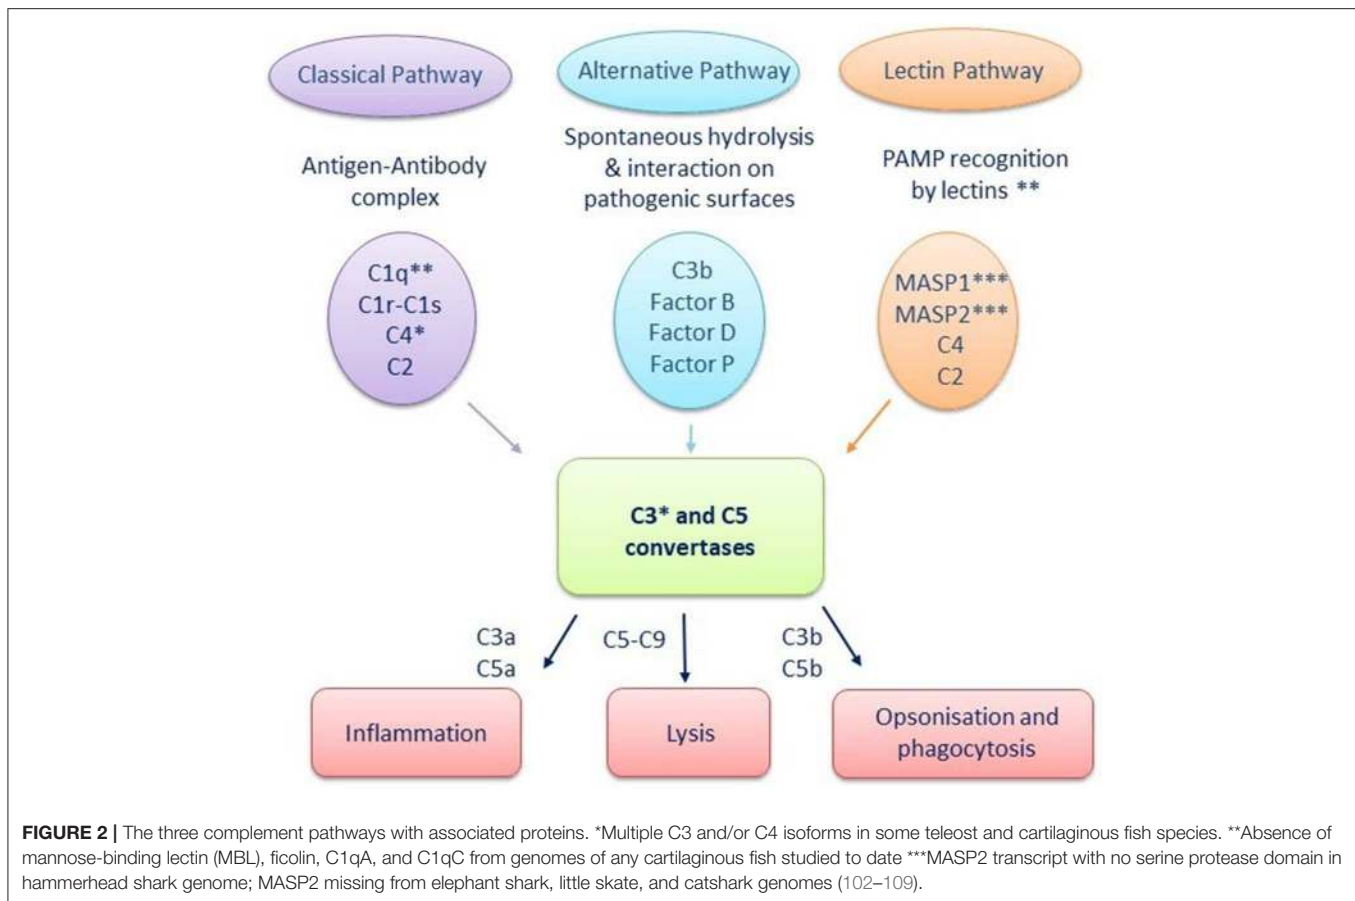 Classical Pathway
Alternative Pathway
Lectin Pathway
Antigen-Antibody
complex
Spontaneous hydrolysis
& interaction on
pathogenic surfaces
PAMP recognition
by lectins **
C1q**
C1r-C1s
C4*
C2
C3b
Factor B
Factor D
Factor P
MASP1***
MASP2***
C4
C2
C3* and C5
convertases
C3a
C5a
C5-C9
C3b
C5b
Inflammation
Lysis
Opsonisation and
phagocytosis
FIGURE 2 | The three complement pathways with associated proteins. *Multiple C3 and/or C4 isoforms in some teleost and cartilaginous fish species. **Absence of
mannose-binding lectin (MBL), ficolin, C1qA, and C1qC from genomes of any cartilaginous fish studied to date ***MASP2 transcript with no serine protease domain in
hammerhead shark genome; MASP2 missing from elephant shark, little skate, and catshark genomes (102–109).